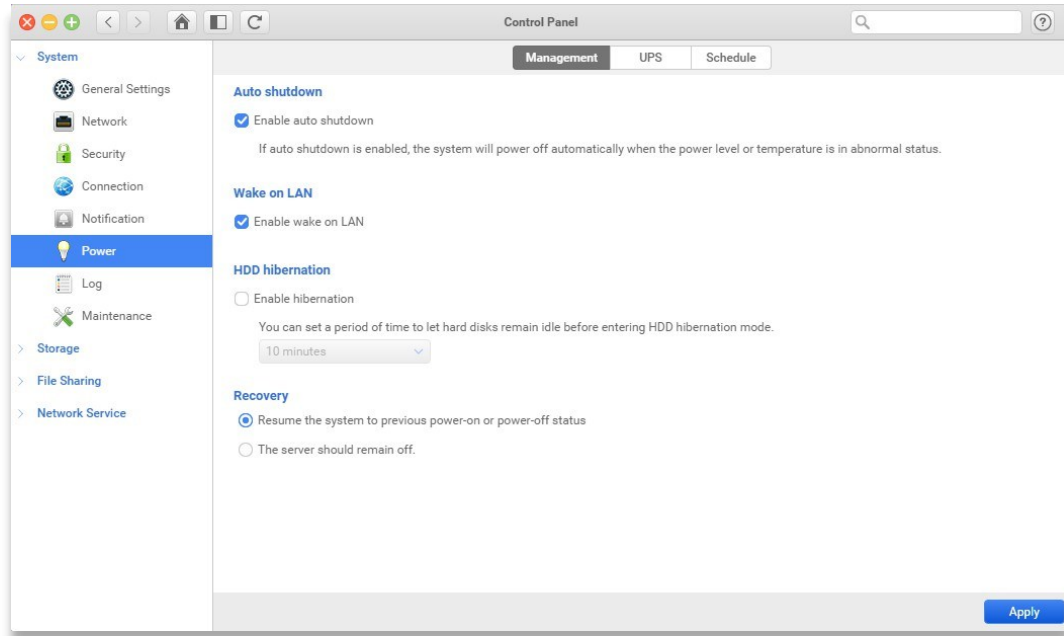 Control Panel
System
General Settings
Network
Security
Connection
Notification
Power
Log
Maintenance
Storage
File Sharing
Network Service
Management UPS Schedule
Auto shutdown
Enable auto shutdown
If auto shutdown is enabled, the system will power off automatically when the power level or temperature is in abnormal status.
Wake on LAN
Enable wake on LAN
HDD hibernation
Enable hibernation
You can set a period of time to let hard disks remain idle before entering HDD hibernation mode.
10 minutes
Recovery
Resume the system to previous power-on or power-off status
The server should remain off.
Apply